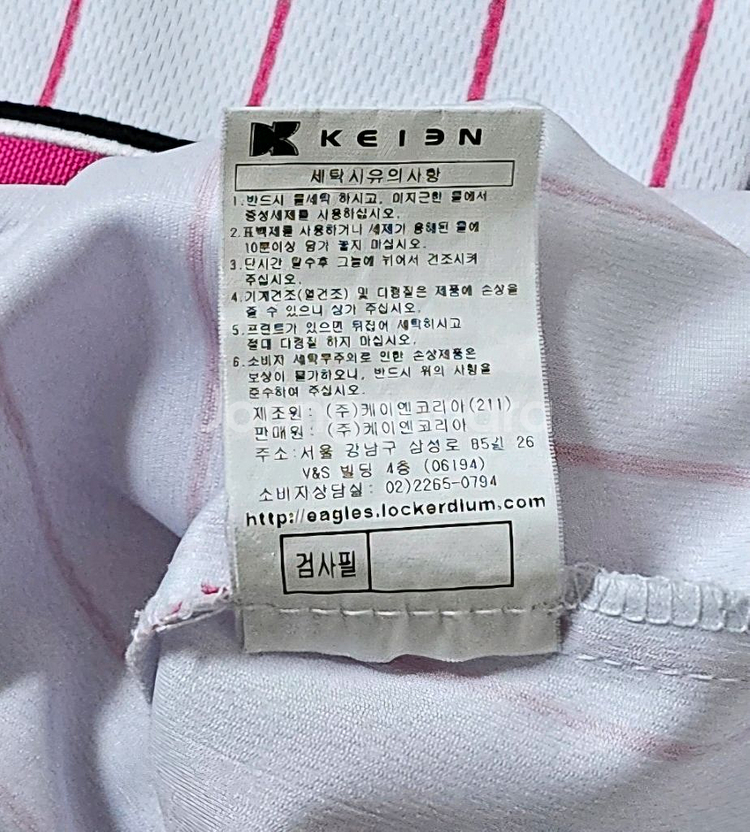 KEIEN
세탁시유의사항
1.반드시 물세탁 하시고, 미지근한 물에서
중성세제를 사용하십시오.
2.표백제를 사용하거나 세제가 용해된 물에
10분이상 담가 놓지 마십시오.
3.단시간 탈수후 그늘에 뉘어서 건조시켜
주십시오.
4.기계건조(열건조) 및 다림질은 제품에 손상을
줄 수 있으니 삼가 주십시오.
5.프린트가 있으면 뒤집어 세탁하시고
절대 다림질 하지 마십시오.
6.소비자 세탁부주의로 인한 손상제품은
보상이 불가하오니, 반드시 위의 사항을
준수하여 주십시오.
제조원: (주)케이엔코리아(211)
판매원: (주)케이엔코리아
주소:서울 강남구 삼성로 85길 26
V&S 빌딩 4층 (06194)
소비자상담실: 02)2265-0794
http://eagles.lockerdium.com
검사필